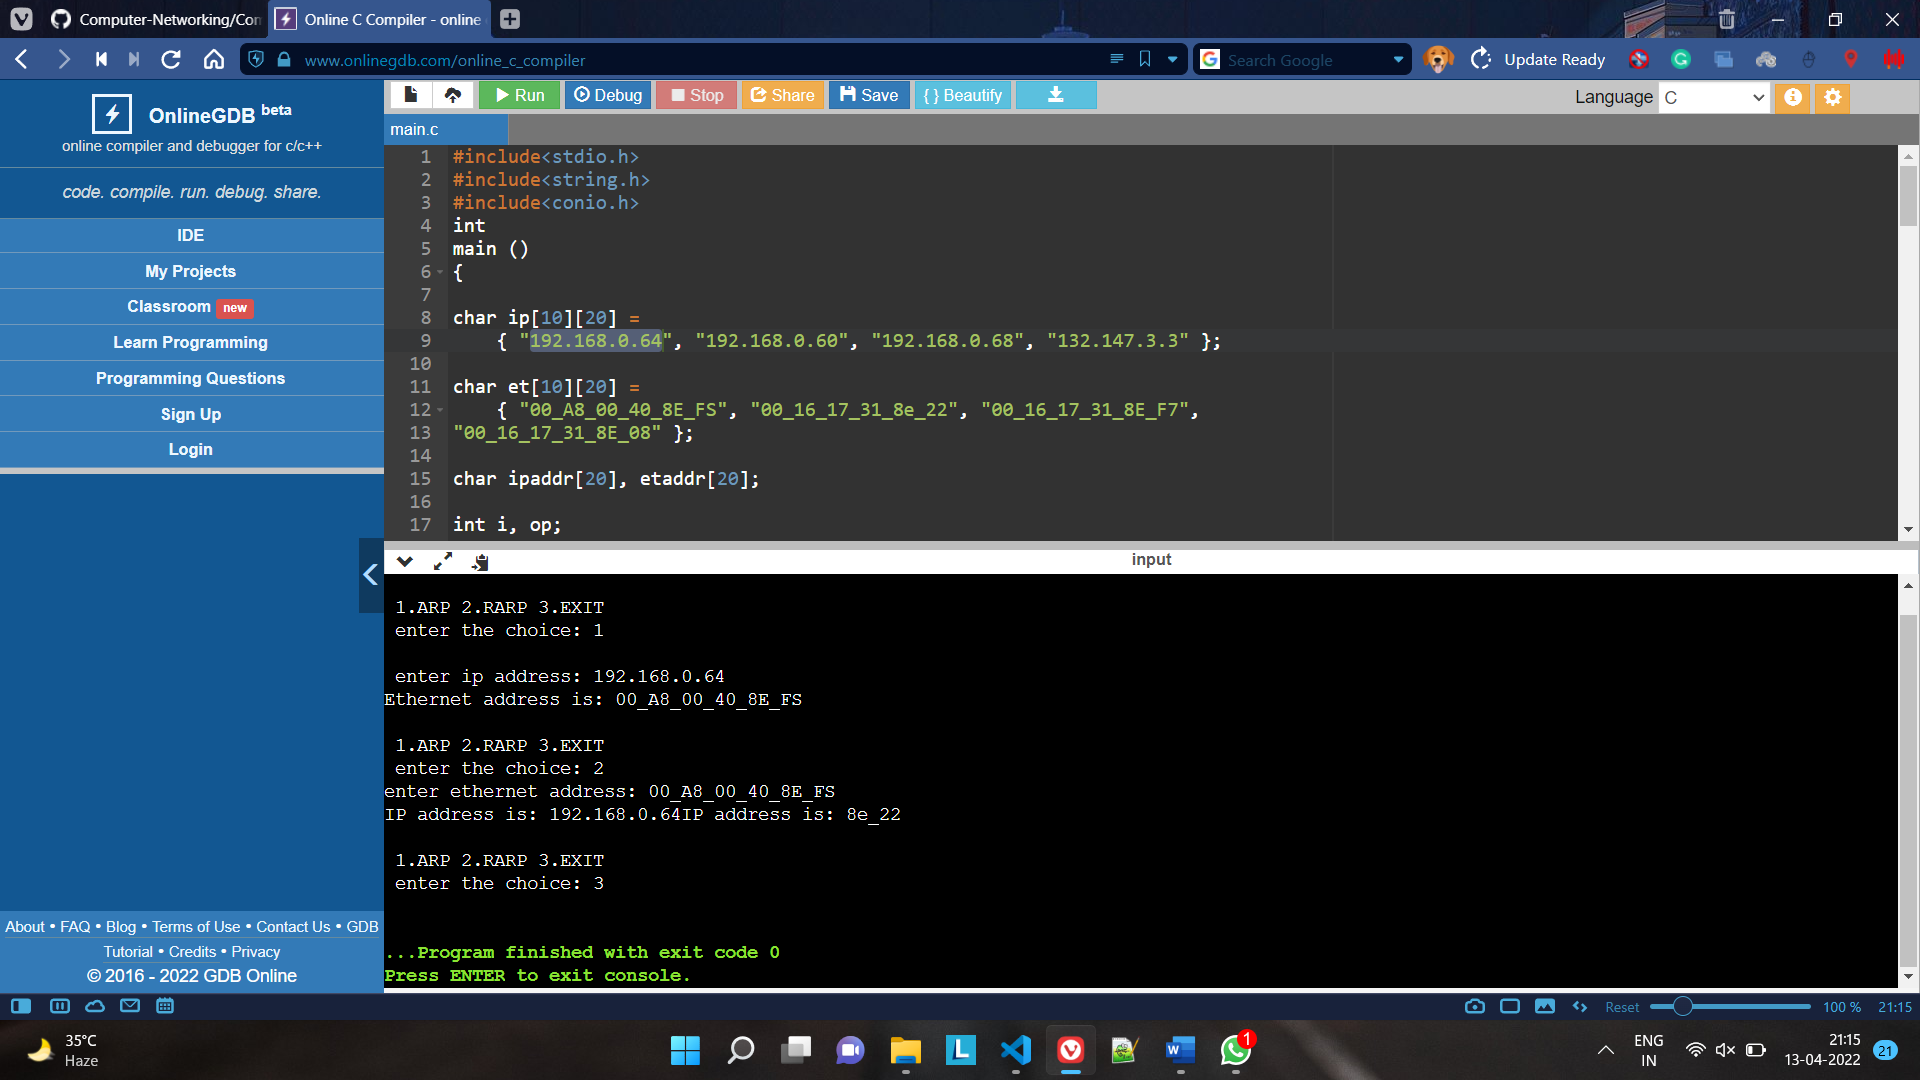 Computer-Networking/Con
Online C Compiler - online
www.onlinegdb.com/online_c_compiler
Search Google
Update Ready
OnlineGDB beta
online compiler and debugger for c/c++
code. compile. run. debug. share.
IDE
My Projects
Classroom new
Learn Programming
Programming Questions
Sign Up
Login
About • FAQ • Blog • Terms of Use • Contact Us • GDB
Tutorial • Credits • Privacy
© 2016 - 2022 GDB Online
Run Debug Stop Share Save { } Beautify
Language C
main.c
1 #include<stdio.h>
2 #include<string.h>
3 #include<conio.h>
4 int
5 main ()
6 {
7
8 char ip[10][20] =
9 { "192.168.0.64", "192.168.0.60", "192.168.0.68", "132.147.3.3" };
10
11 char et[10][20] =
12 { "00_A8_00_40_8E_FS", "00_16_17_31_8e_22", "00_16_17_31_8E_F7",
13 "00_16_17_31_8E_08" };
14
15 char ipaddr[20], etaddr[20];
16
17 int i, op;
input
1.ARP 2.RARP 3.EXIT
enter the choice: 1
enter ip address: 192.168.0.64
Ethernet address is: 00_A8_00_40_8E_FS
1.ARP 2.RARP 3.EXIT
enter the choice: 2
enter ethernet address: 00_A8_00_40_8E_FS
IP address is: 192.168.0.64IP address is: 8e_22
1.ARP 2.RARP 3.EXIT
enter the choice: 3
...Program finished with exit code 0
Press ENTER to exit console.
Reset 100 % 21:15
35°C
Haze
1
ENG
IN
21:15
13-04-2022
21